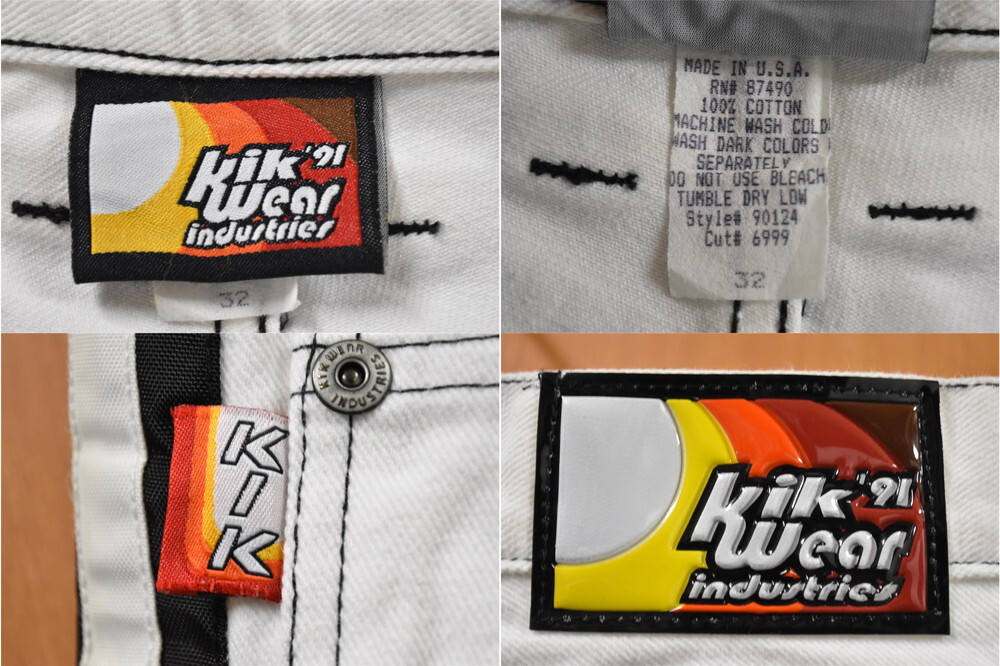 kik '91
Wear
industries
32
MADE IN U.S.A.
RN# 87490
100% COTTON
MACHINE WASH COLD
WASH DARK COLORS
SEPARATELY
DO NOT USE BLEACH
TUMBLE DRY LOW
Style# 90124
Cut# 6999
32
KIK
KIKWEAR INDUSTRIES
kik '91
Wear
industries